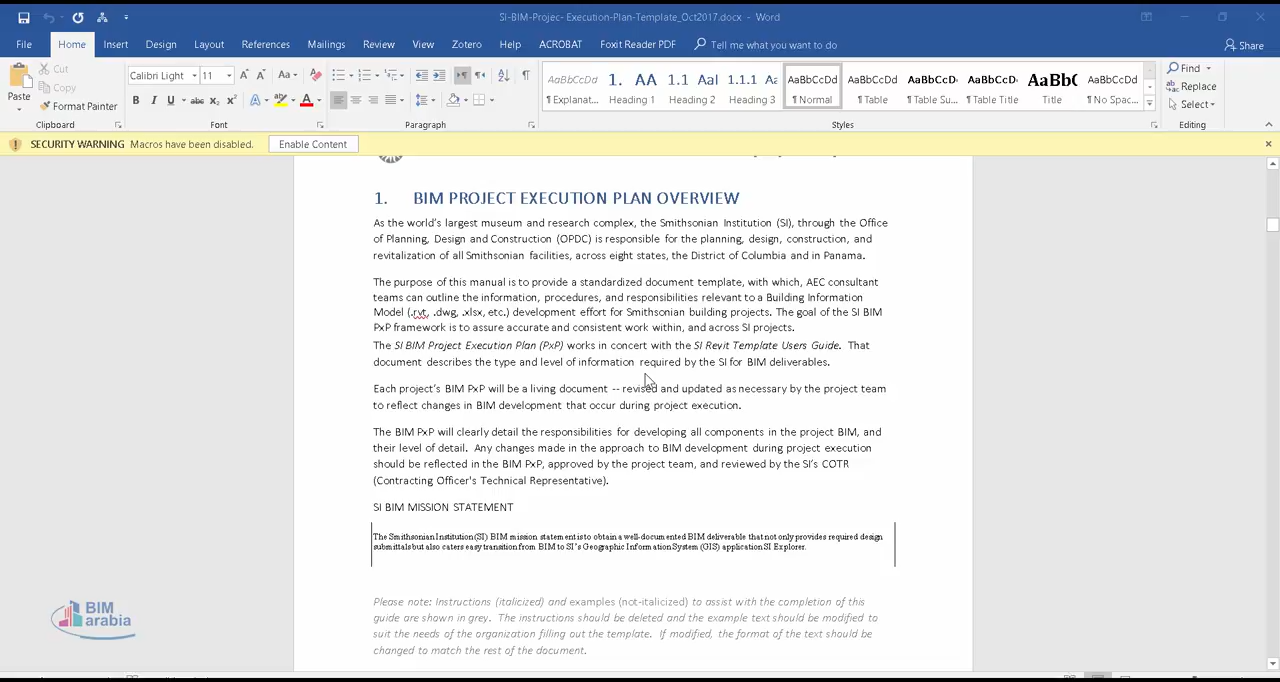 SI-BIM-Projec- Execution-Plan-Template_Oct2017.docx - Word
File Home Insert Design Layout References Mailings Review View Zotero Help ACROBAT Foxit Reader PDF Tell me what you want to do Share
Paste
Cut
Copy
Format Painter
Clipboard
Calibri Light 11
Font
Paragraph
AaBbCcDd 1. AA 1.1 AaI 1.1.1 Aa AaBbCcDd AaBbCcDd AaBbCcD AaBbCcD AaBb( AaBbCcDd
¶ Explanat... Heading 1 Heading 2 Heading 3 ¶ Normal ¶ Table ¶ Table Su... ¶ Table Title Title ¶ No Spac...
Styles
Find
Replace
Select
Editing
SECURITY WARNING Macros have been disabled. Enable Content
1. BIM PROJECT EXECUTION PLAN OVERVIEW
As the world's largest museum and research complex, the Smithsonian Institution (SI), through the Office
of Planning, Design and Construction (OPDC) is responsible for the planning, design, construction, and
revitalization of all Smithsonian facilities, across eight states, the District of Columbia and in Panama.
The purpose of this manual is to provide a standardized document template, with which, AEC consultant
teams can outline the information, procedures, and responsibilities relevant to a Building Information
Model (.rvt, .dwg, .xlsx, etc.) development effort for Smithsonian building projects. The goal of the SI BIM
PxP framework is to assure accurate and consistent work within, and across SI projects.
The SI BIM Project Execution Plan (PxP) works in concert with the SI Revit Template Users Guide. That
document describes the type and level of information required by the SI for BIM deliverables.
Each project's BIM PxP will be a living document -- revised and updated as necessary by the project team
to reflect changes in BIM development that occur during project execution.
The BIM PxP will clearly detail the responsibilities for developing all components in the project BIM, and
their level of detail. Any changes made in the approach to BIM development during project execution
should be reflected in the BIM PxP, approved by the project team, and reviewed by the SI's COTR
(Contracting Officer's Technical Representative).
SI BIM MISSION STATEMENT
The Smithsonian Institution (SI) BIM mission statement is to obtain a well-documented BIM deliverable that not only provides required design
submittals but also caters easy transition from BIM to SI's Geographic Information System (GIS) application SI Explorer.
Please note: Instructions (italicized) and examples (not-italicized) to assist with the completion of this
guide are shown in grey. The instructions should be deleted and the example text should be modified to
suit the needs of the organization filling out the template. If modified, the format of the text should be
changed to match the rest of the document.
BIM
arabia